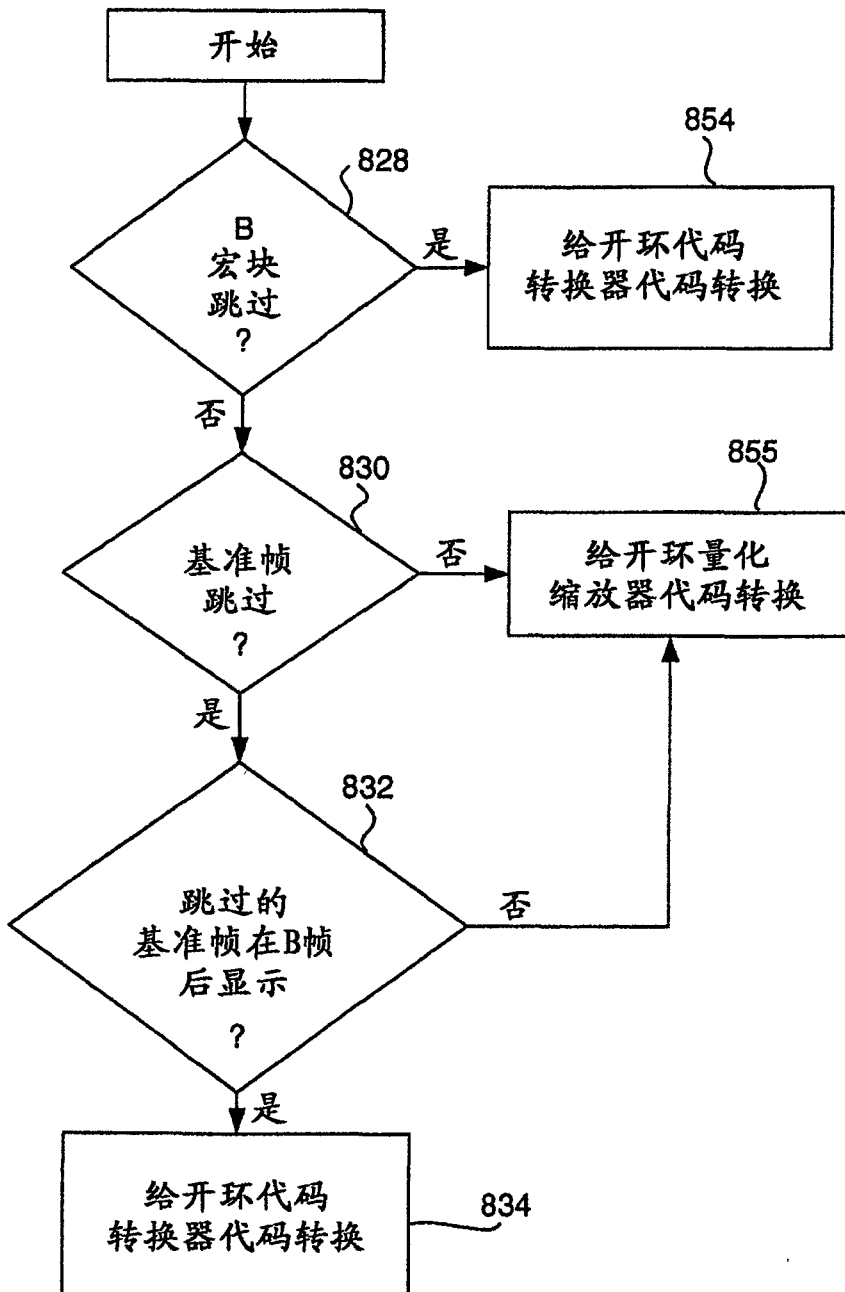 开始
828
B
宏块
跳过
?
是
854
给开环代码
转换器代码转换
否
830
基准帧
跳过
?
否
855
给开环量化
缩放器代码转换
是
832
跳过的
基准帧在B帧
后显示
?
否
是
给开环代码
转换器代码转换
834